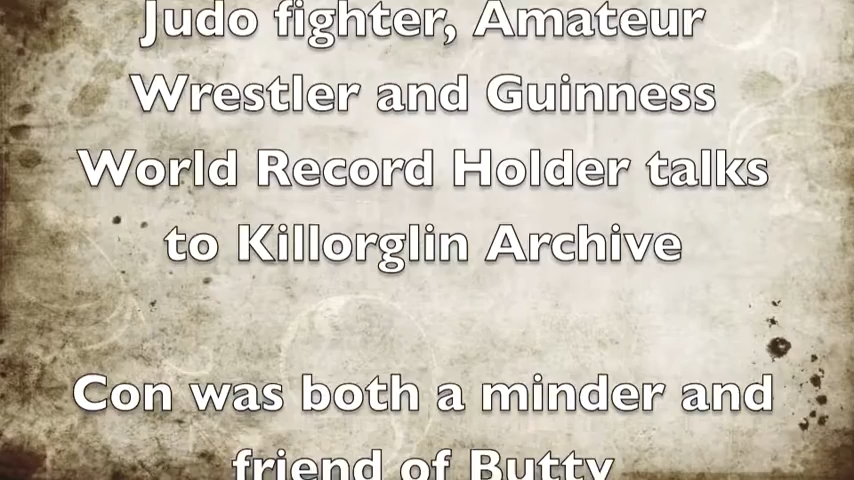 Judo fighter, Amateur
Wrestler and Guinness
World Record Holder talks
to Killorglin Archive
Con was both a minder and
friend of Butty